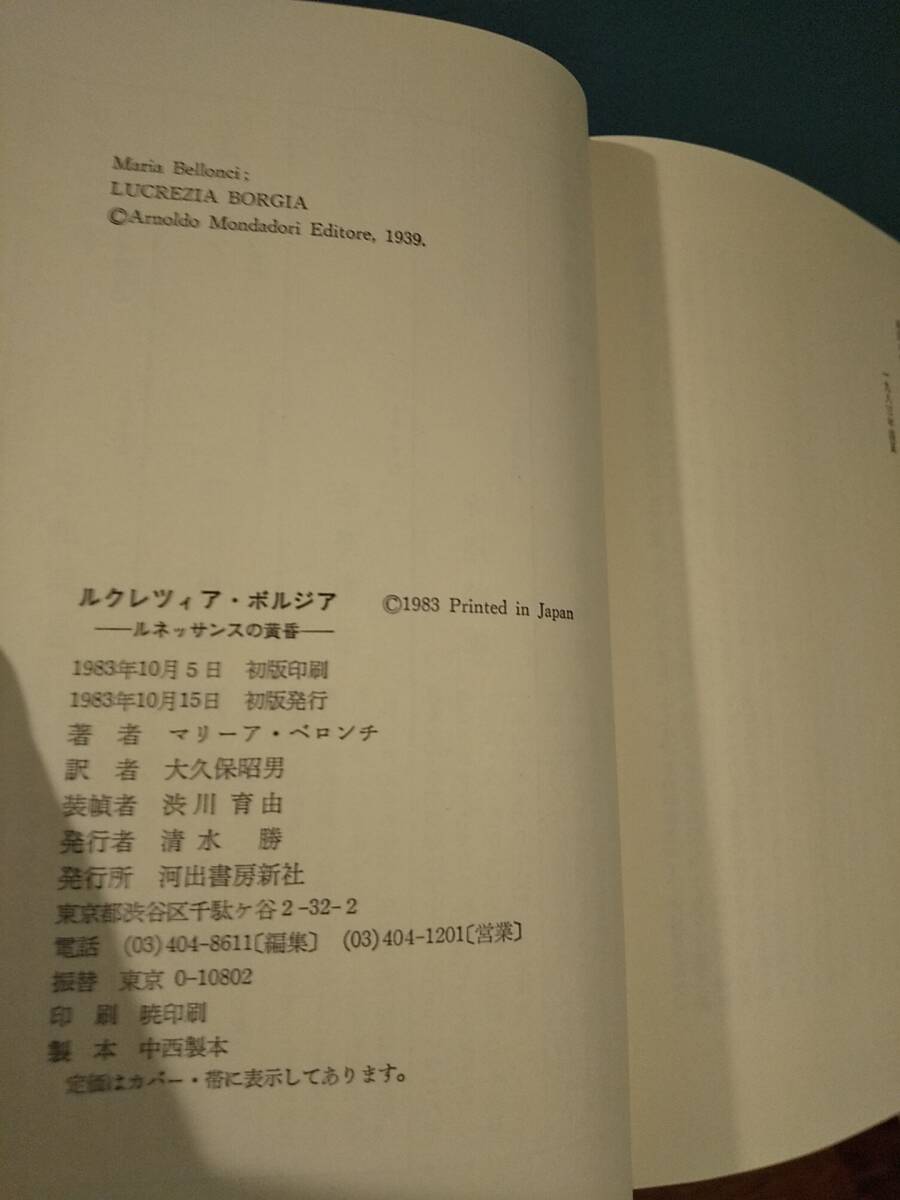 Maria Bellonci;
LUCREZIA BORGIA
©Arnoldo Mondadori Editore, 1939.
ルクレツィア・ボルジア ©1983 Printed in Japan
――ルネッサンスの黄昏――
1983年10月5日 初版印刷
1983年10月15日 初版発行
著 者 マリーア・ベロンチ
訳 者 大久保昭男
装幀者 渋川育由
発行者 清水 勝
発行所 河出書房新社
東京都渋谷区千駄ケ谷2-32-2
電話 (03)404-8611〔編集〕 (03)404-1201〔営業〕
振替 東京 0-10802
印 刷 暁印刷
製 本 中西製本
定価はカバー・帯に表示してあります。